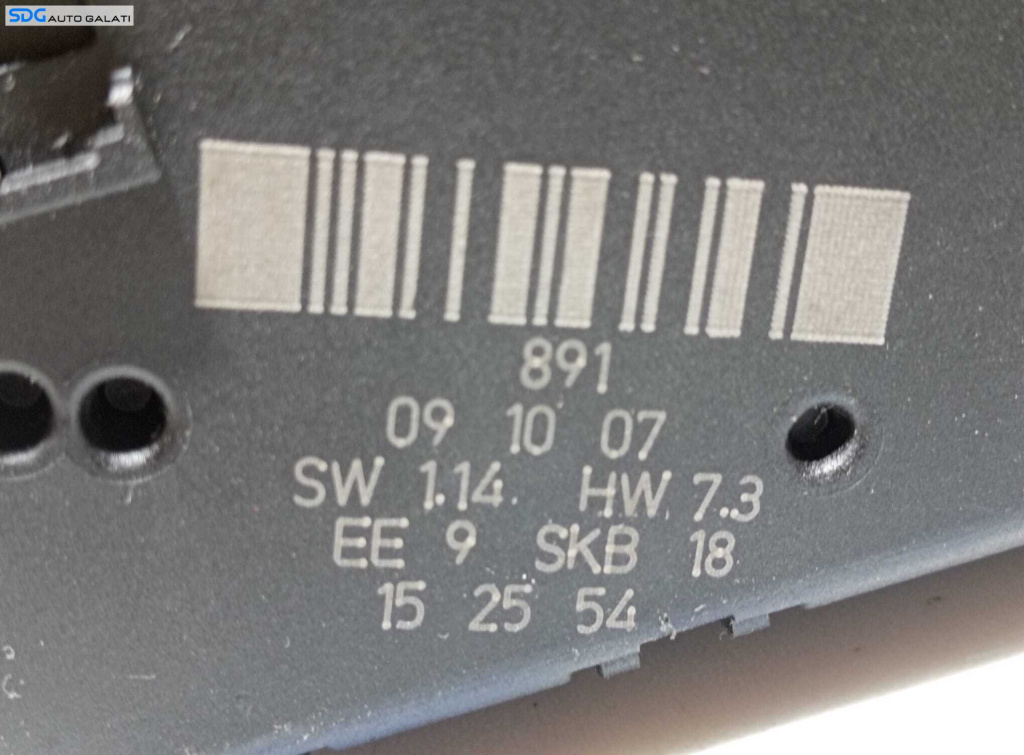 SDG AUTO GALATI
891
09 10 07
SW 1.14 HW 7.3
EE 9 SKB 18
15 25 54